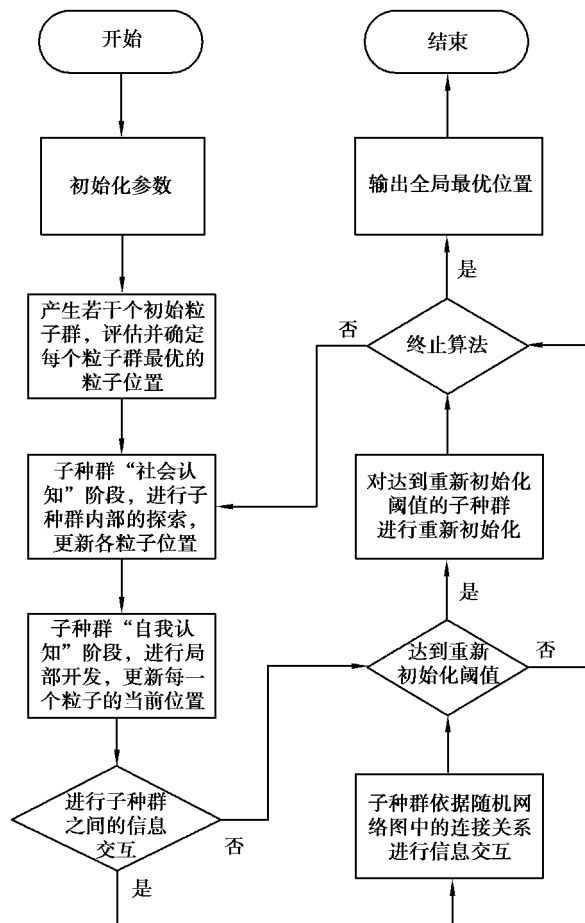 开始
初始化参数
产生若干个初始粒
子群，评估并确定
每个粒子群最优的
粒子位置
子种群“社会认
知”阶段，进行子
种群内部的探索，
更新各粒子位置
子种群“自我认
知”阶段，进行局
部开发，更新每一
个粒子的当前位置
进行子种群
之间的信息
交互
否
是
结束
输出全局最优位置
是
终止算法
否
对达到重新初始化
阈值的子种群
进行重新初始化
是
达到重新
初始化阈值
否
子种群依据随机网
络图中的连接关系
进行信息交互